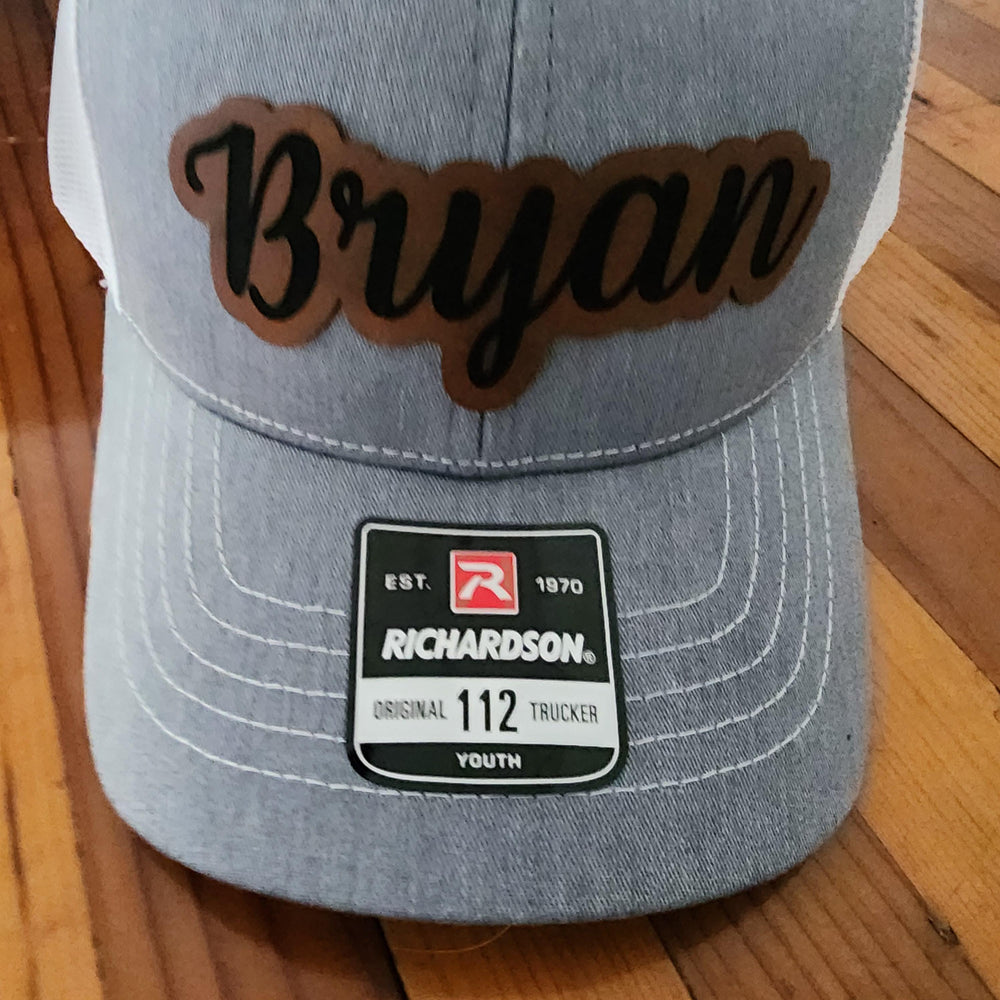 Bryan
EST. R 1970
RICHARDSON®
ORIGINAL 112 TRUCKER
YOUTH